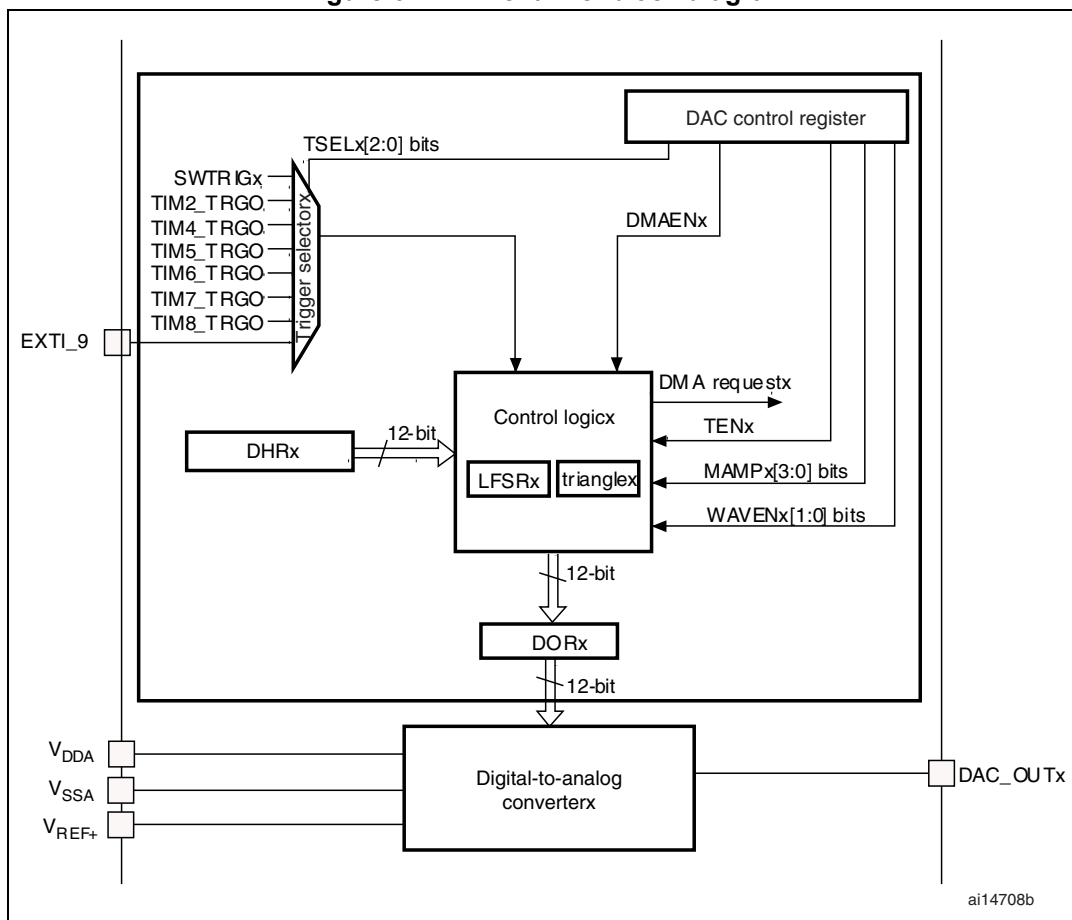 DAC control register
TSELx[2:0] bits
SWTRIGx
TIM2_TRGO
TIM4_TRGO
TIM5_TRGO
TIM6_TRGO
TIM7_TRGO
TIM8_TRGO
Trigger selectorx
DMAENx
EXTI_9
DMA requestx
Control logicx
TENx
12-bit
DHRx
LFSRx
trianglex
MAMPx[3:0] bits
WAVENx[1:0] bits
12-bit
DORx
12-bit
VDDA
Digital-to-analog
converterx
DAC_OUTx
VSSA
VREF+
ai14708b